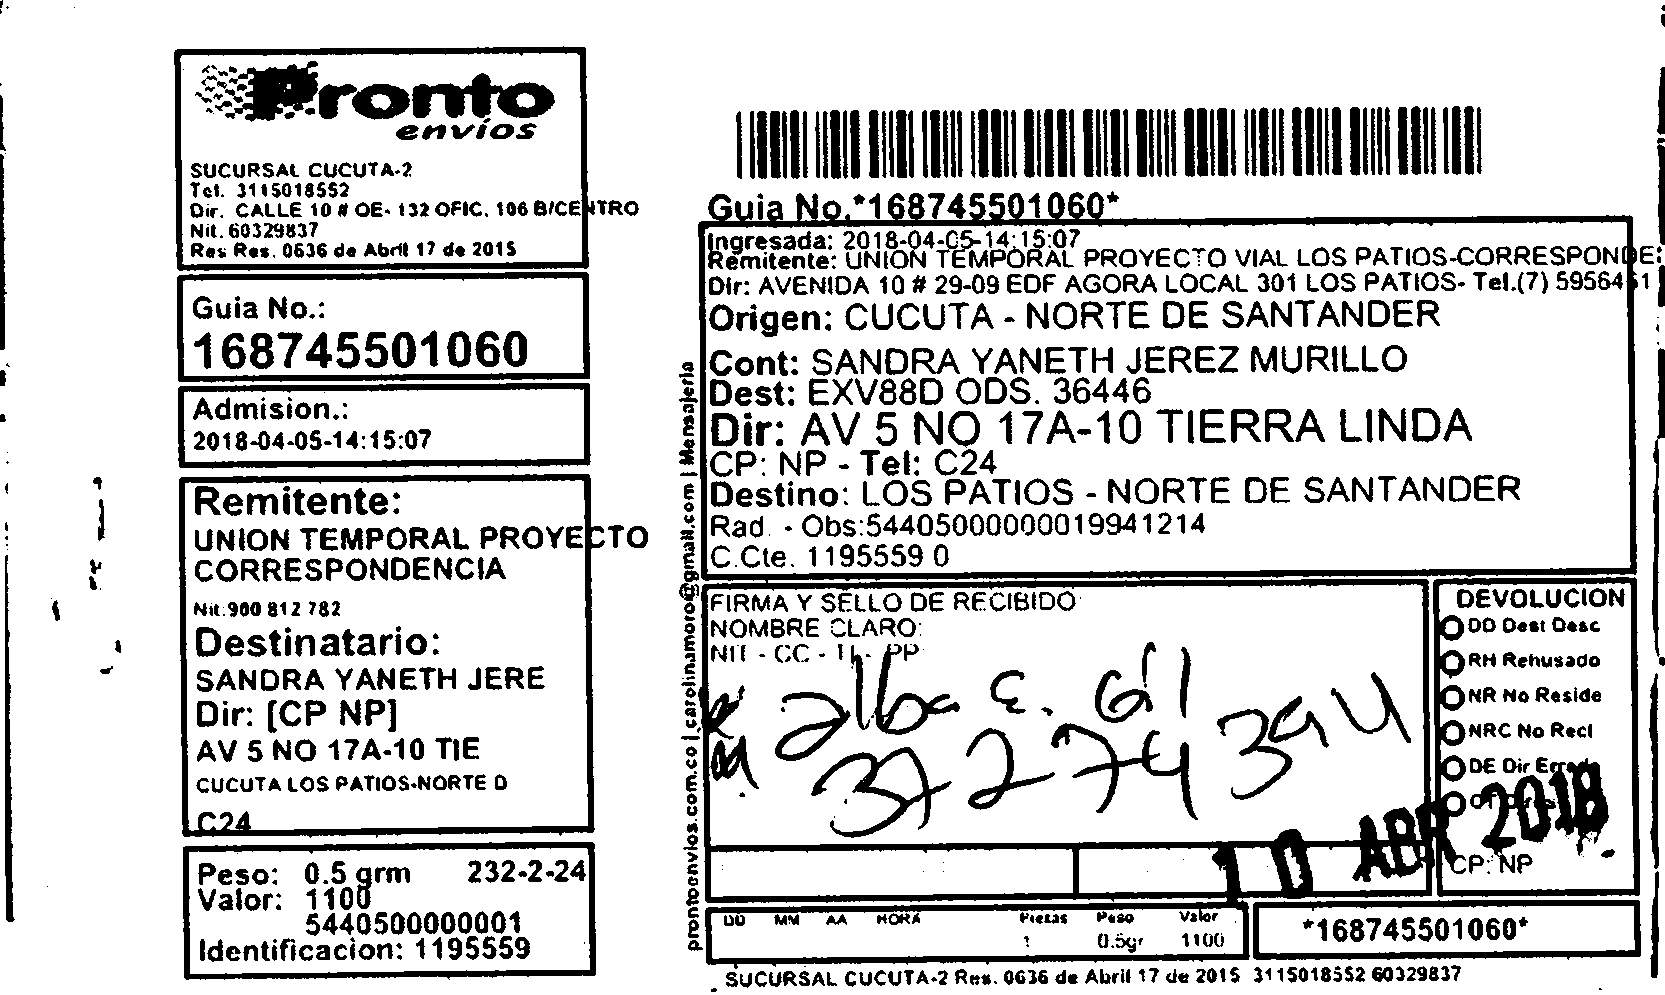 Pronto
envíos
SUCURSAL CUCUTA-2
Tel. 3115018552
Dir. CALLE 10 # OE- 132 OFIC. 106 B/CENTRO
Nit. 60329837
Res Res. 0636 de Abril 17 de 2015
Guia No.:
168745501060
Admision.:
2018-04-05-14:15:07
Remitente:
UNION TEMPORAL PROYECTO
CORRESPONDENCIA
Nit.900 812 782
Destinatario:
SANDRA YANETH JERE
Dir: [CP NP]
AV 5 NO 17A-10 TIE
CUCUTA LOS PATIOS-NORTE D
C24
Peso: 0.5 grm 232-2-24
Valor: 1100
5440500000001
Identificacion: 1195559
prontoenvios.com.co | carolinamoro@gmail.com | Mensajeria
Guia No.*168745501060*
Ingresada: 2018-04-05-14:15:07
Remitente: UNION TEMPORAL PROYECTO VIAL LOS PATIOS-CORRESPONDE
Dir: AVENIDA 10 # 29-09 EDF AGORA LOCAL 301 LOS PATIOS- Tel.(7) 5956451
Origen: CUCUTA - NORTE DE SANTANDER
Cont: SANDRA YANETH JEREZ MURILLO
Dest: EXV88D ODS. 36446
Dir: AV 5 NO 17A-10 TIERRA LINDA
CP: NP - Tel: C24
Destino: LOS PATIOS - NORTE DE SANTANDER
Rad. - Obs:54405000000019941214
C.Cte. 1195559 0
FIRMA Y SELLO DE RECIBIDO
NOMBRE CLARO:
NIT - CC - TI - PP
alba E. Gil
37274394
DEVOLUCION
DD Dest Desc
RH Rehusado
NR No Reside
NRC No Recl
DE Dir Errada
10 ABR 2018
CP: NP
DD MM AA HORA Piezas Peso Valor
1 0.5gr 1100
*168745501060*
SUCURSAL CUCUTA-2 Res. 0636 de Abril 17 de 2015 3115018552 60329837